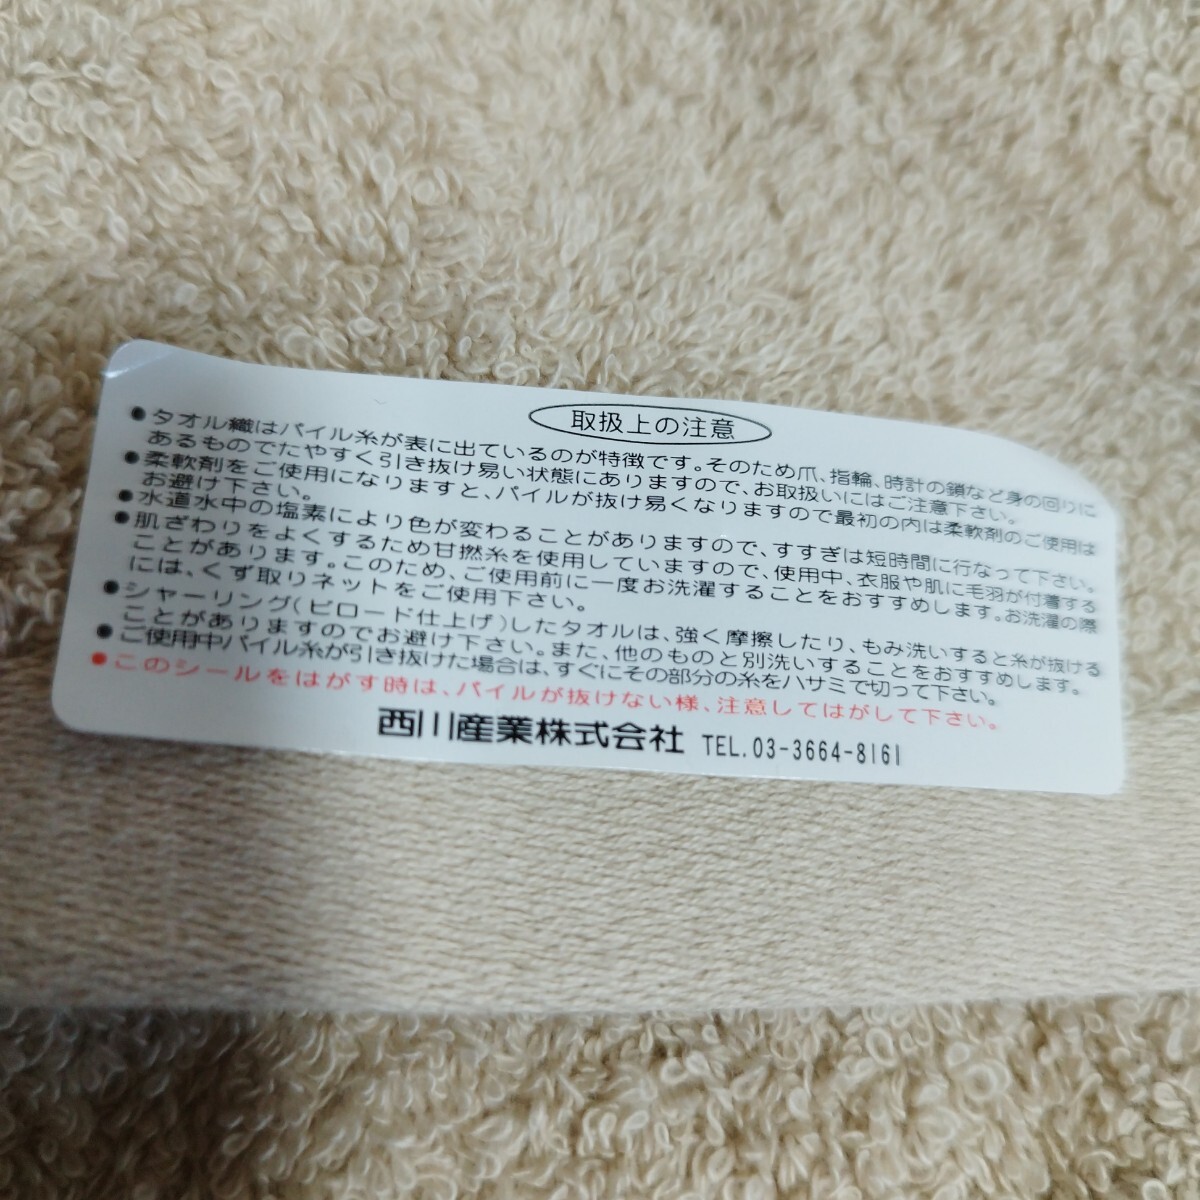 取扱上の注意
●タオル織はパイル糸が表に出ているのが特徴です。そのため爪、指輪、時計の鎖など身の回りに
あるものでたやすく引き抜け易い状態にありますので、お取扱いにはご注意下さい。
●柔軟剤をご使用になりますと、パイルが抜け易くなりますので最初の内は柔軟剤のご使用は
お避け下さい。
●水道水中の塩素により色が変わることがありますので、すすぎは短時間に行なって下さい。
●肌ざわりをよくするため甘撚糸を使用していますので、使用中、衣服や肌に毛羽が付着する
ことがあります。このため、ご使用前に一度お洗濯することをおすすめします。お洗濯の際
には、くず取りネットをご使用下さい。
●シャーリング(ビロード仕上げ)したタオルは、強く摩擦したり、もみ洗いすると糸が抜ける
ことがありますのでお避け下さい。また、他のものと別洗いすることをおすすめします。
●ご使用中パイル糸が引き抜けた場合は、すぐにその部分の糸をハサミで切って下さい。
●このシールをはがす時は、パイルが抜けない様、注意してはがして下さい。
西川産業株式会社 TEL.03-3664-8161